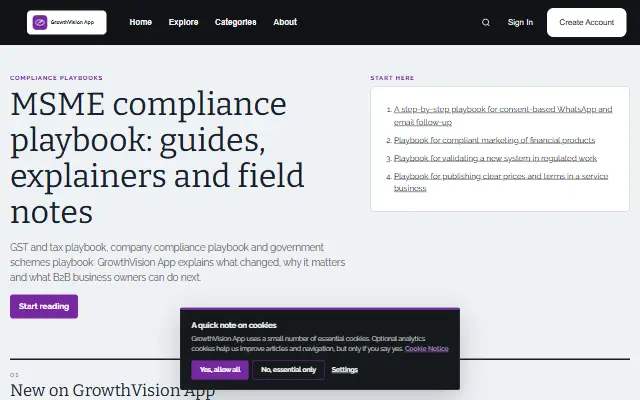 GrowthVision App
Home Explore Categories About
Sign In Create Account
COMPLIANCE PLAYBOOKS
MSME compliance
playbook: guides,
explainers and field
notes
GST and tax playbook, company compliance playbook and government
schemes playbook: GrowthVision App explains what changed, why it matters
and what B2B business owners can do next.
Start reading
START HERE
1. A step-by-step playbook for consent-based WhatsApp and
email follow-up
2. Playbook for compliant marketing of financial products
3. Playbook for validating a new system in regulated work
4. Playbook for publishing clear prices and terms in a service
business
A quick note on cookies
GrowthVision App uses a small number of essential cookies. Optional analytics
cookies help us improve articles and navigation, but only if you say yes. Cookie Notice
Yes, allow all
No, essential only
Settings
New on GrowthVision App